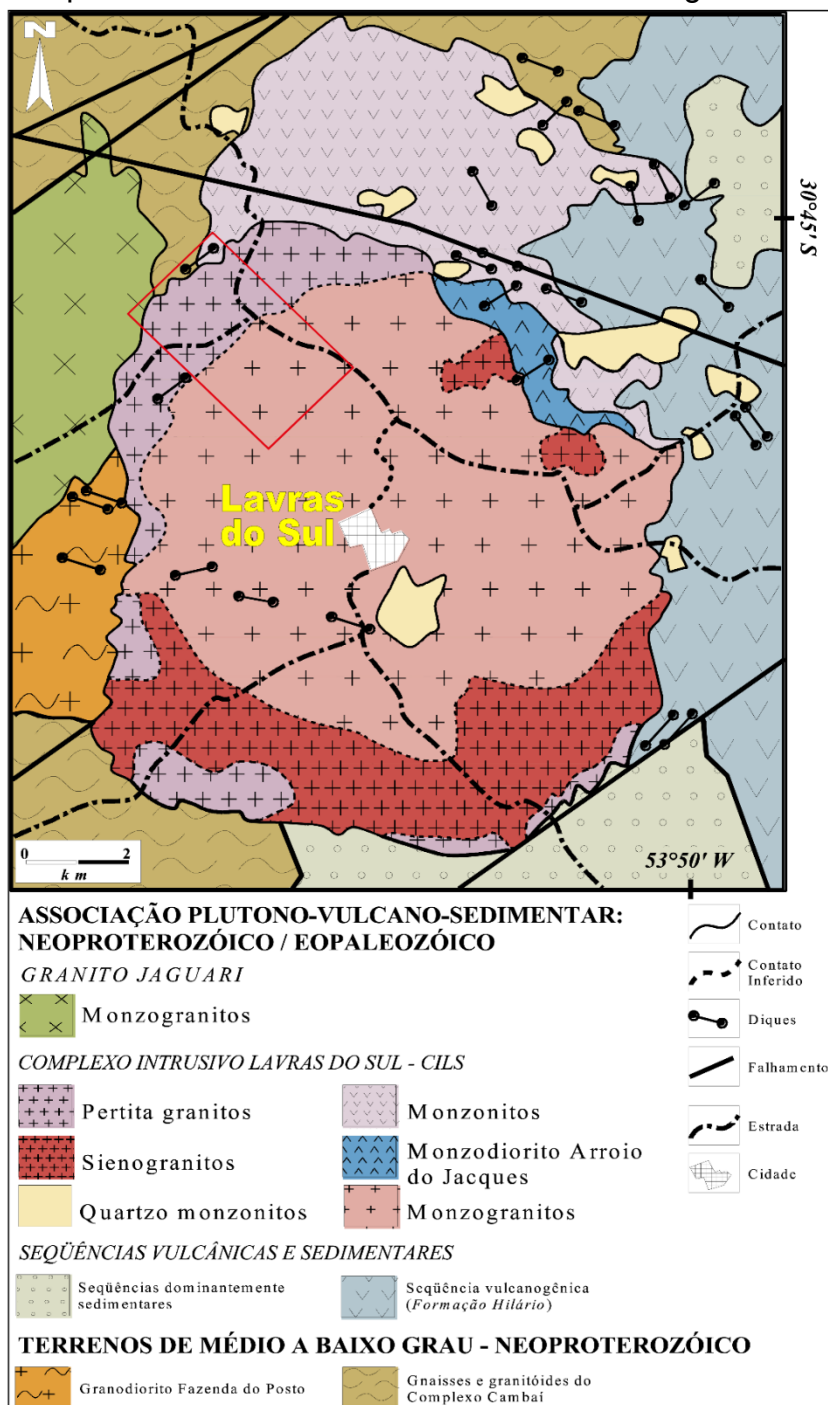 N
30°45' S
Lavras
do Sul
0 2
km
53°50' W
ASSOCIAÇÃO PLUTONO-VULCANO-SEDIMENTAR:
NEOPROTEROZÓICO / EOPALEOZÓICO
GRANITO JAGUARI
Monzogranitos
COMPLEXO INTRUSIVO LAVRAS DO SUL - CILS
Pertita granitos
Monzonitos
Sienogranitos
Monzodiorito Arroio
do Jacques
Quartzo monzonitos
Monzogranitos
SEQÜÊNCIAS VULCÂNICAS E SEDIMENTARES
Seqüências dominantemente
sedimentares
Seqüência vulcanogênica
(Formação Hilário)
TERRENOS DE MÉDIO A BAIXO GRAU - NEOPROTEROZÓICO
Granodiorito Fazenda do Posto
Gnaisses e granitóides do
Complexo Cambaí
Contato
Contato
Inferido
Diques
Falhamento
Estrada
Cidade